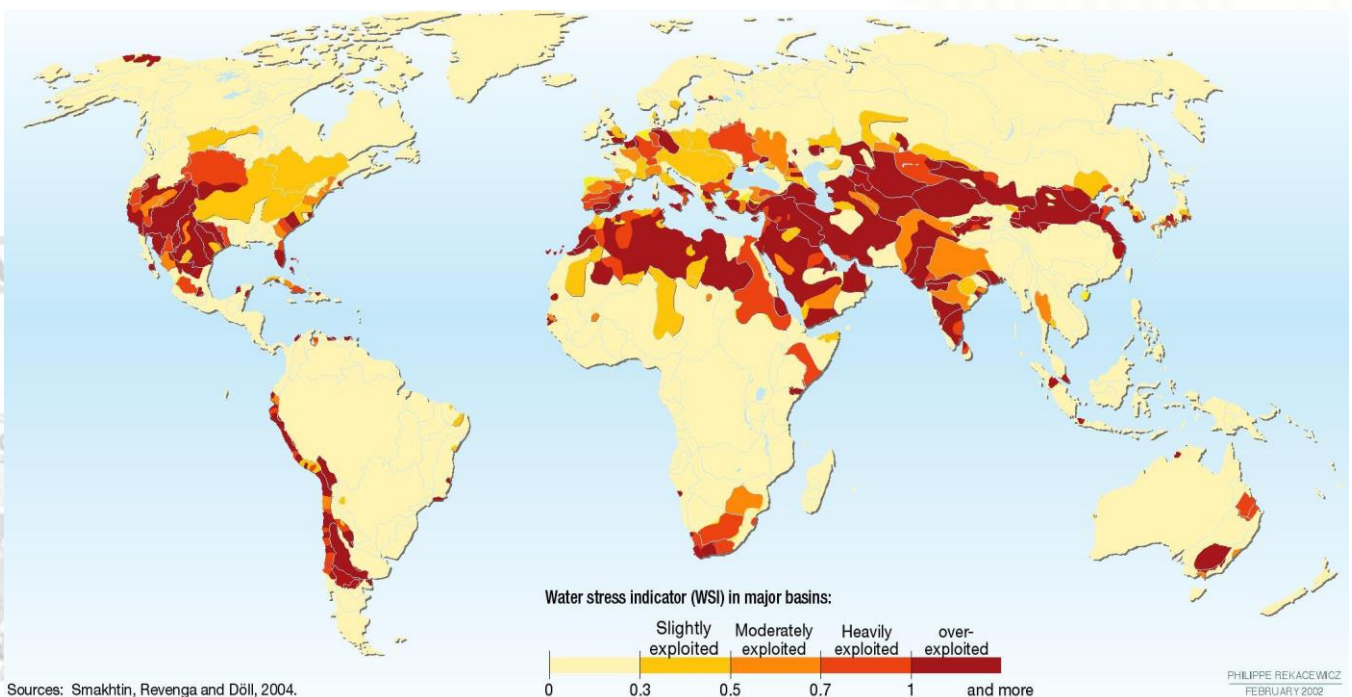 Water stress indicator (WSI) in major basins:
Slightly exploited
Moderately exploited
Heavily exploited
over-exploited
0 0.3 0.5 0.7 1 and more
Sources: Smakhtin, Revenga and Döll, 2004.
PHILIPPE REKACEWICZ
FEBRUARY 2002